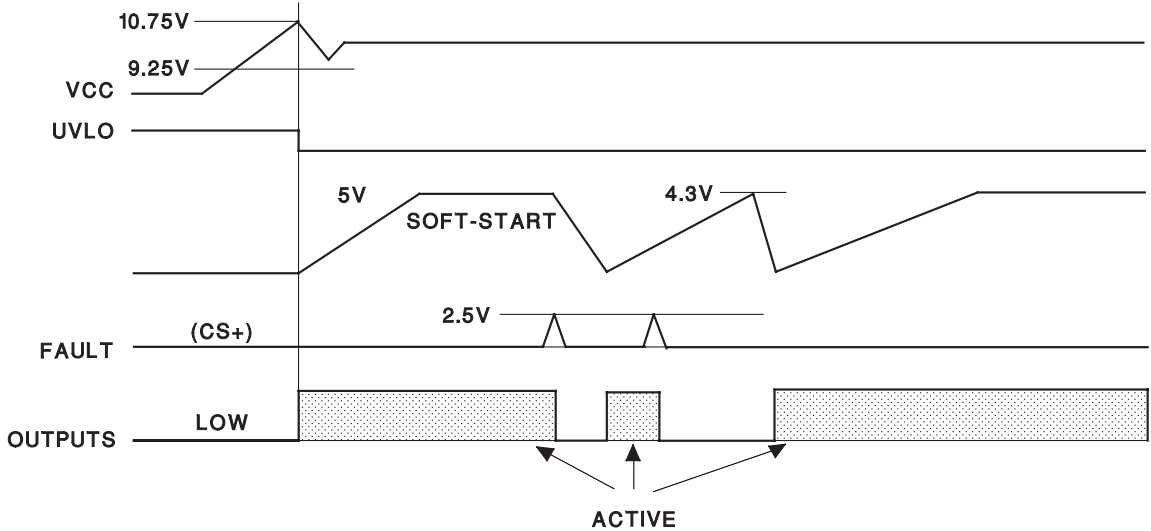 10.75V
9.25V
VCC
UVLO
5V
4.3V
SOFT-START
2.5V
(CS+)
FAULT
LOW
OUTPUTS
ACTIVE